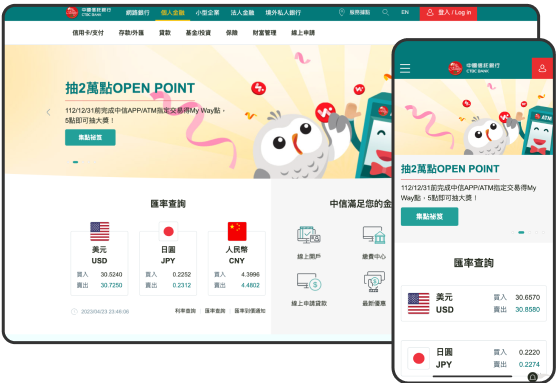 中國信託銀行
CTBC BANK
網路銀行
個人金融
小型企業
法人金融
境外私人銀行
服務據點
EN
登入 / Log in
信用卡/支付
存款/外匯
貸款
基金/投資
保險
財富管理
線上申請
抽2萬點OPEN POINT
112/12/31前完成中信APP/ATM指定交易得My Way點，
5點即可抽大獎！
集點秘笈
ATM
匯率查詢
美元
USD
買入 30.5240
賣出 30.7250
日圓
JPY
買入 0.2252
賣出 0.2312
人民幣
CNY
買入 4.3996
賣出 4.4802
2023/04/23 23:46:06
利率查詢
匯率查詢
匯率到價通知
中信滿足您的金
線上開戶
繳費中心
線上申請貸款
最新優惠
中國信託銀行
CTBC BANK
ATM
抽2萬點OPEN POINT
112/12/31前完成中信APP/ATM指定交易得My
Way點，5點即可抽大獎！
集點秘笈
匯率查詢
美元
USD
買入 30.6570
賣出 30.8580
日圓
JPY
買入 0.2220
賣出 0.2274